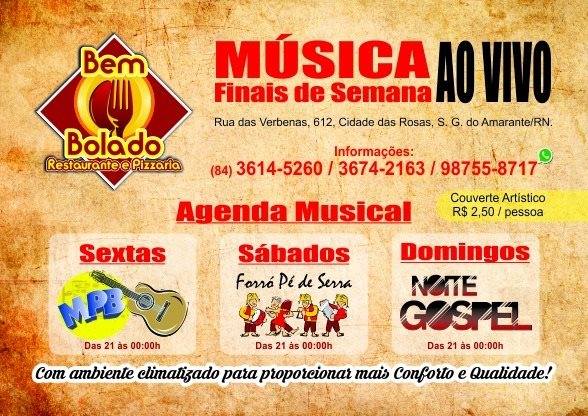 Bem
Bolado
Restaurante e Pizzaria
MÚSICA AO VIVO
Finais de Semana
Rua das Verbenas, 612, Cidade das Rosas, S. G. do Amarante/RN.
Informações:
(84) 3614-5260 / 3674-2163 / 98755-8717
Couverte Artístico
R$ 2,50 / pessoa
Agenda Musical
Sextas
MPB
Das 21 às 00:00h
Sábados
Forró Pé de Serra
Das 21 às 00:00h
Domingos
NOITE
GOSPEL
Das 21 às 00:00h
Com ambiente climatizado para proporcionar mais Conforto e Qualidade!